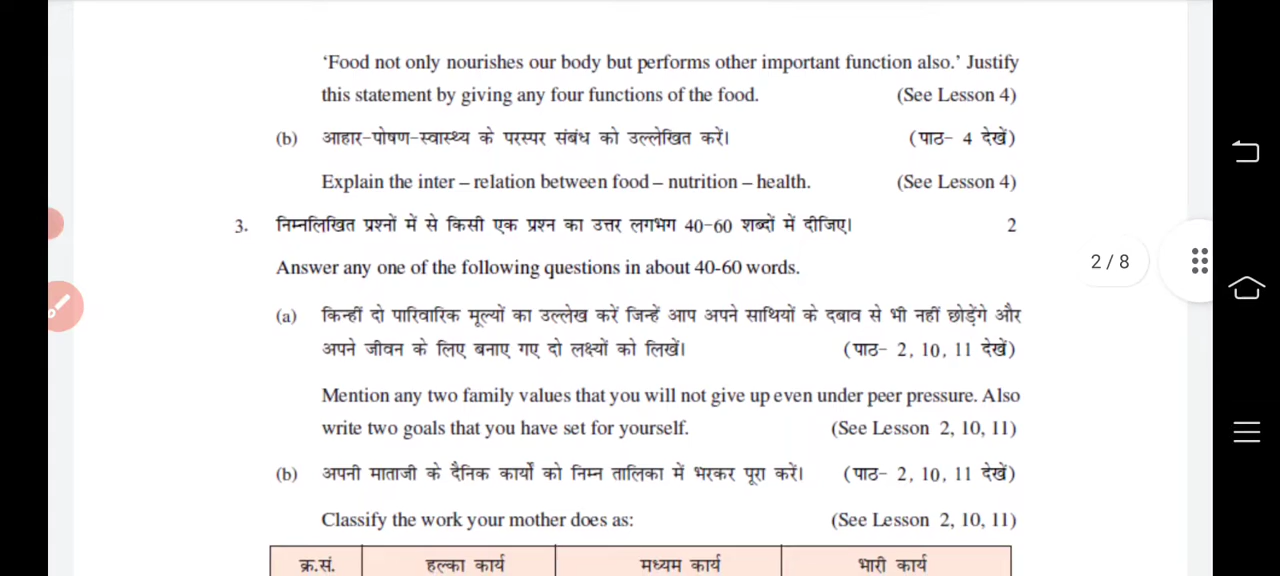 ‘Food not only nourishes our body but performs other important function also.’ Justify
this statement by giving any four functions of the food. (See Lesson 4)
(b) आहार-पोषण-स्वास्थ्य के परस्पर संबंध को उल्लेखित करें। (पाठ- 4 देखें)
Explain the inter – relation between food – nutrition – health. (See Lesson 4)
3. निम्नलिखित प्रश्नों में से किसी एक प्रश्न का उत्तर लगभग 40-60 शब्दों में दीजिए। 2
Answer any one of the following questions in about 40-60 words.
2 / 8
(a) किन्हीं दो पारिवारिक मूल्यों का उल्लेख करें जिन्हें आप अपने साथियों के दबाव से भी नहीं छोड़ेंगे और
अपने जीवन के लिए बनाए गए दो लक्ष्यों को लिखें। (पाठ- 2, 10, 11 देखें)
Mention any two family values that you will not give up even under peer pressure. Also
write two goals that you have set for yourself. (See Lesson 2, 10, 11)
(b) अपनी माताजी के दैनिक कार्यों को निम्न तालिका में भरकर पूरा करें। (पाठ- 2, 10, 11 देखें)
Classify the work your mother does as: (See Lesson 2, 10, 11)
क्र.सं. हल्का कार्य मध्यम कार्य भारी कार्य